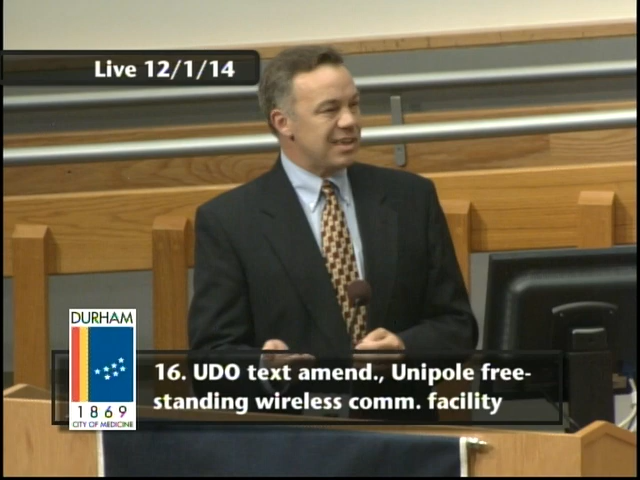 Live 12/1/14
DURHAM
1869
CITY OF MEDICINE
16. UDO text amend., Unipole free-
standing wireless comm. facility